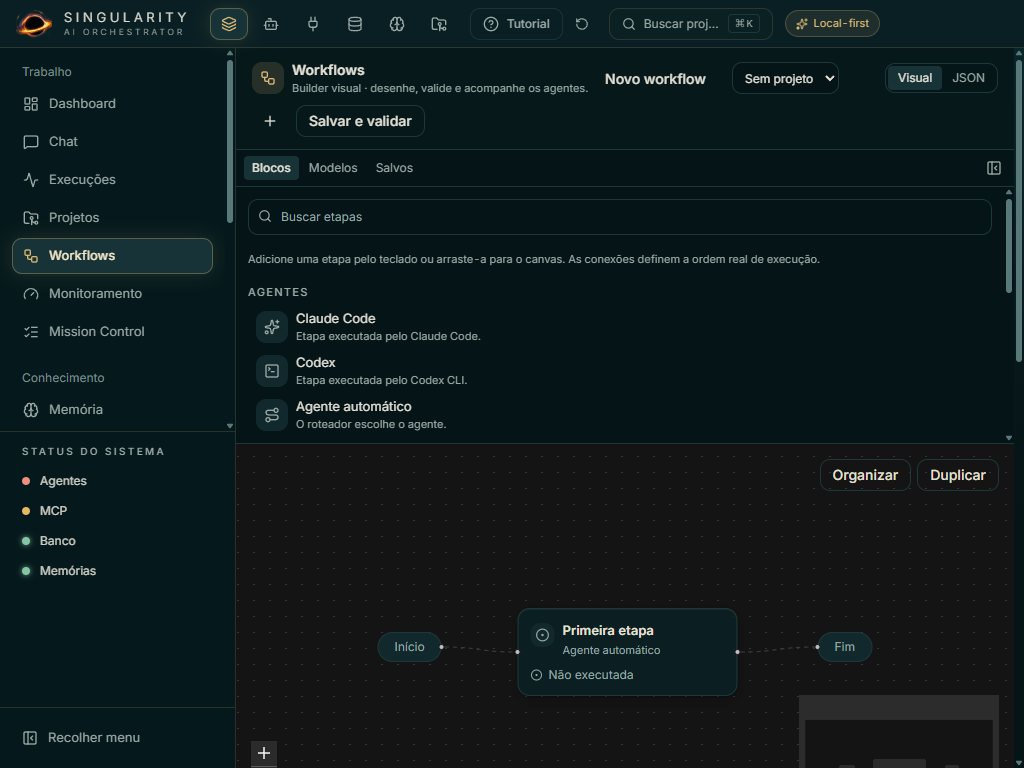 SINGULARITY
AI ORCHESTRATOR
Tutorial
Buscar proj...
⌘K
Local-first
Trabalho
Dashboard
Chat
Execuções
Projetos
Workflows
Monitoramento
Mission Control
Conhecimento
Memória
STATUS DO SISTEMA
Agentes
MCP
Banco
Memórias
Recolher menu
Workflows
Builder visual · desenhe, valide e acompanhe os agentes.
Novo workflow
Sem projeto
Visual
JSON
Salvar e validar
Blocos
Modelos
Salvos
Buscar etapas
Adicione uma etapa pelo teclado ou arraste-a para o canvas. As conexões definem a ordem real de execução.
AGENTES
Claude Code
Etapa executada pelo Claude Code.
Codex
Etapa executada pelo Codex CLI.
Agente automático
O roteador escolhe o agente.
Organizar
Duplicar
Início
Primeira etapa
Agente automático
Não executada
Fim